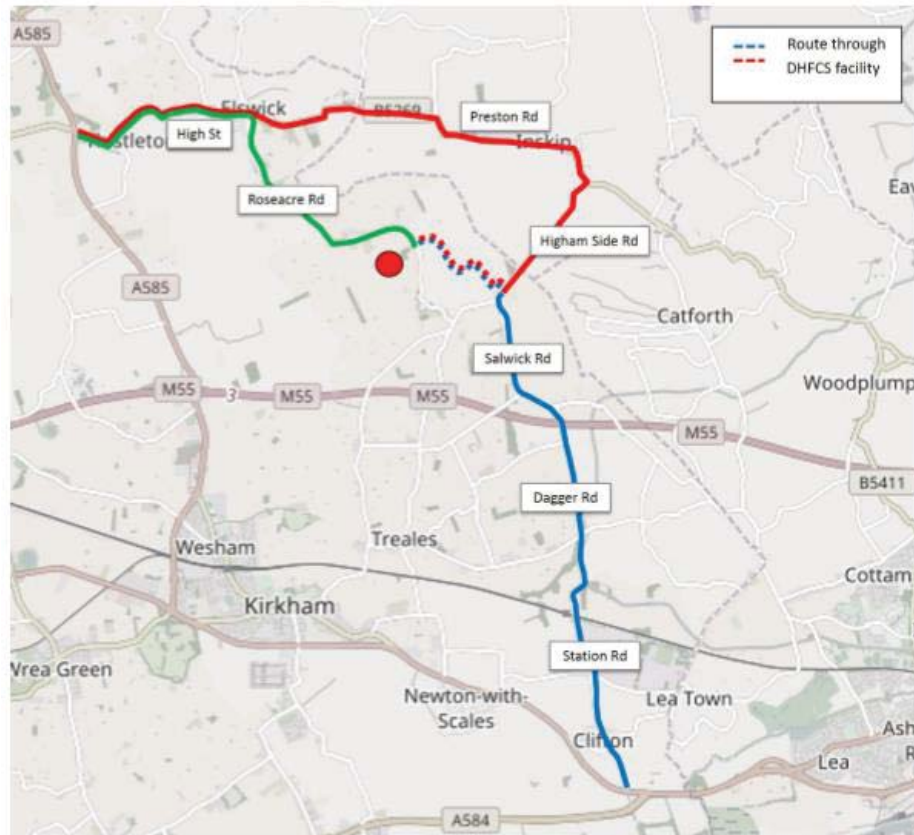 A585
Route through
DHFCS facility
Elswick
High St
Preston Rd
Inskip
Roseacre Rd
Higham Side Rd
A585
Catforth
Salwick Rd
Woodplump
M55
3
M55
M55
M55
B5411
Dagger Rd
Wesham
Treales
Cottam
Kirkham
Station Rd
Wrea Green
Newton-with-
Scales
Lea Town
Clifton
Lea
A584